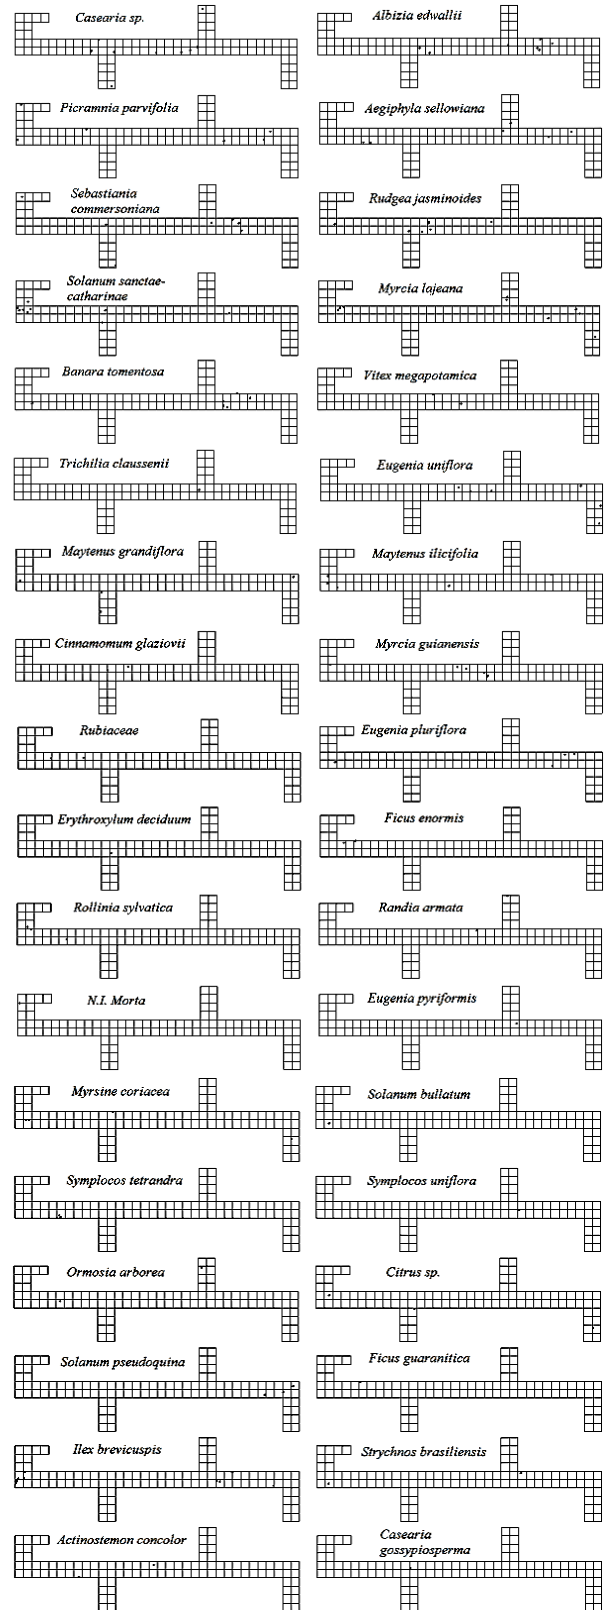 Casearia sp.
Albizia edwallii
Picramnia parvifolia
Aegiphyla sellowiana
Sebastiania
commersoniana
Rudgea jasminoides
Solanum sanctae-
catharinae
Myrcia lajeana
Banara tomentosa
Vitex megapotamica
Trichilia claussenii
Eugenia uniflora
Maytenus grandiflora
Maytenus ilicifolia
Cinnamomum glaziovii
Myrcia guianensis
Rubiaceae
Eugenia pluriflora
Erythroxylum deciduum
Ficus enormis
Rollinia sylvatica
Randia armata
N.I. Morta
Eugenia pyriformis
Myrsine coriacea
Solanum bullatum
Symplocos tetrandra
Symplocos uniflora
Ormosia arborea
Citrus sp.
Solanum pseudoquina
Ficus guaranitica
Ilex brevicuspis
Strychnos brasiliensis
Actinostemon concolor
Casearia
gossypiosperma